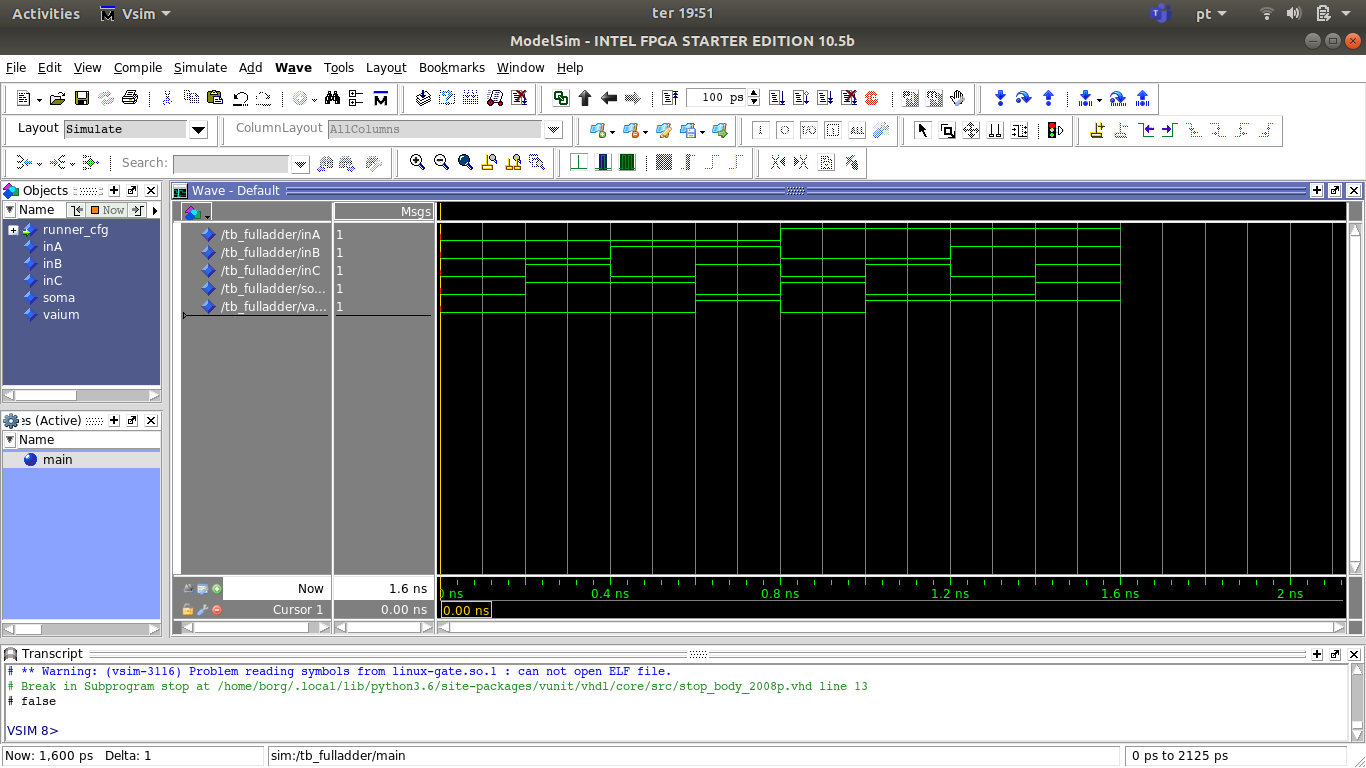 Activities Vsim ter 19:51 pt
ModelSim - INTEL FPGA STARTER EDITION 10.5b
File Edit View Compile Simulate Add Wave Tools Layout Bookmarks Window Help
100 ps
Layout Simulate ColumnLayout AllColumns
ALL
Search:
Objects
Name Now
runner_cfg
inA
inB
inC
soma
vaium
es (Active)
Name
main
Wave - Default
Msgs
/tb_fulladder/inA 1
/tb_fulladder/inB 1
/tb_fulladder/inC 1
/tb_fulladder/so... 1
/tb_fulladder/va... 1
Now 1.6 ns
ns 0.4 ns 0.8 ns 1.2 ns 1.6 ns 2 ns
Cursor 1 0.00 ns 0.00 ns
Transcript
# ** Warning: (vsim-3116) Problem reading symbols from linux-gate.so.1 : can not open ELF file.
# Break in Subprogram stop at /home/borg/.local/lib/python3.6/site-packages/vunit/vhdl/core/src/stop_body_2008p.vhd line 13
# false
VSIM 8>
Now: 1,600 ps Delta: 1 sim:/tb_fulladder/main 0 ps to 2125 ps